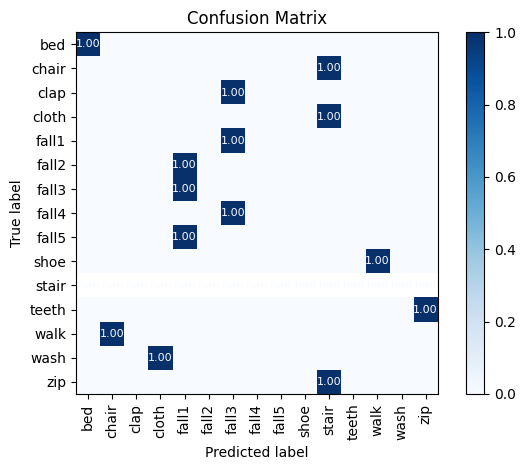 Confusion Matrix
True label
bed 1.00
chair 1.00
clap 1.00
cloth 1.00
fall1 1.00
fall2 1.00
fall3 1.00
fall4 1.00
fall5 1.00
shoe 1.00
stair
teeth 1.00
walk 1.00
wash 1.00
zip 1.00
bed chair clap cloth fall1 fall2 fall3 fall4 fall5 shoe stair teeth walk wash zip
Predicted label
1.0
0.8
0.6
0.4
0.2
0.0